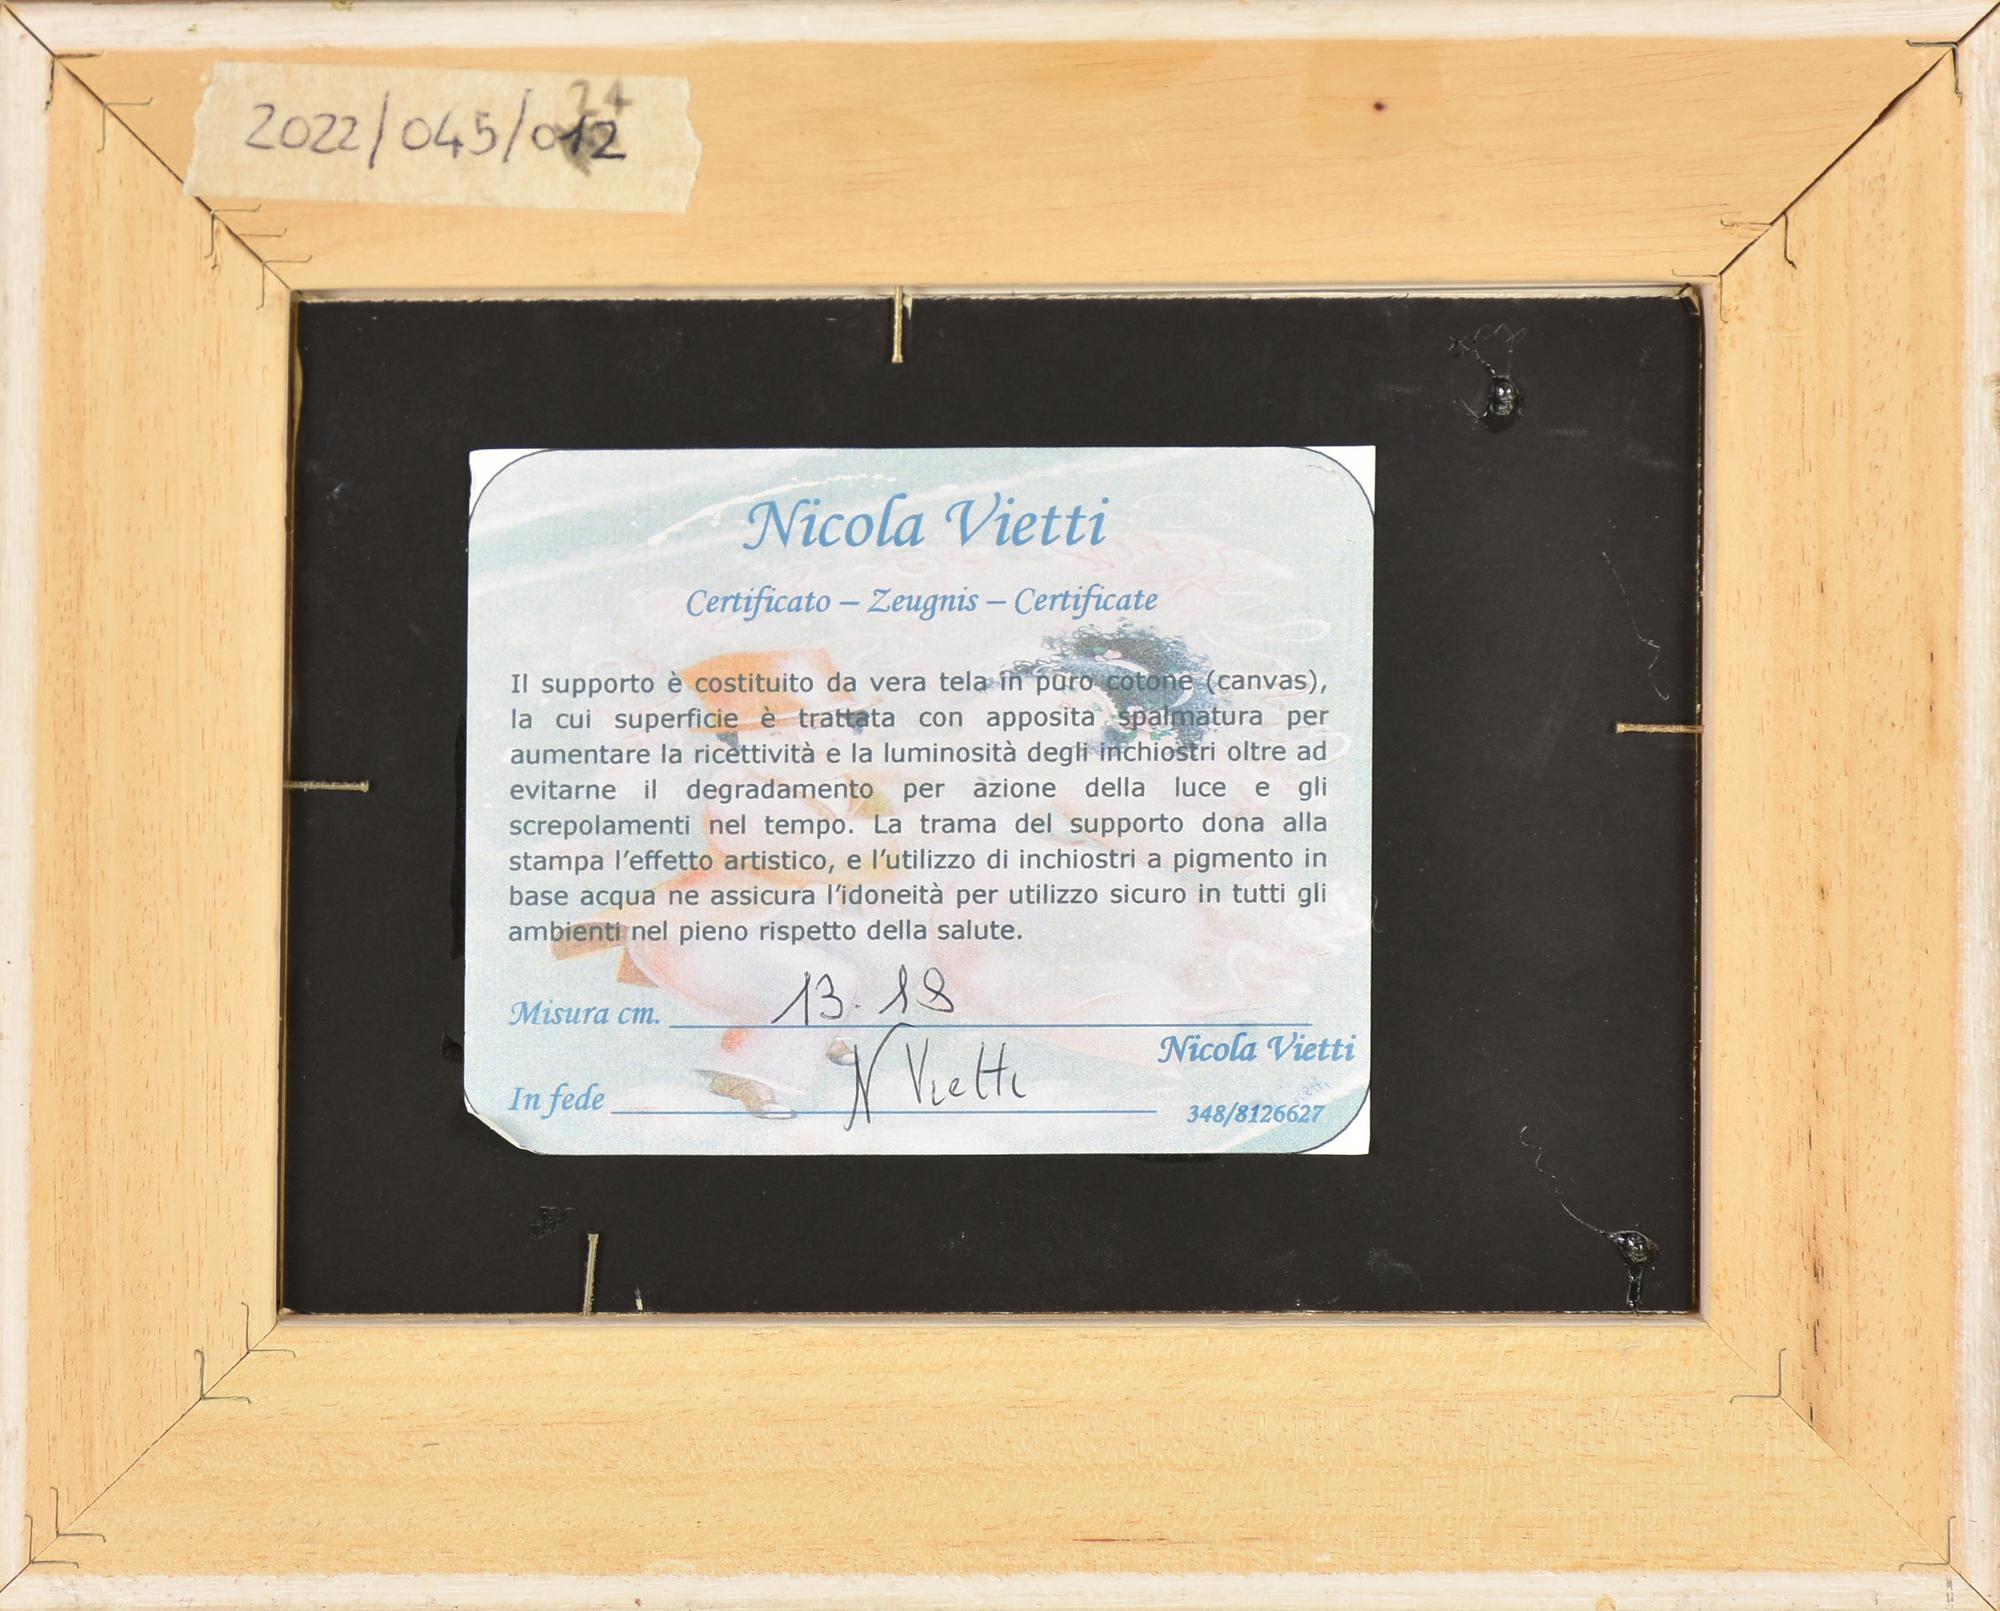 2022/045/012
24
Nicola Vietti
Certificato – Zeugnis – Certificate
Il supporto è costituito da vera tela in puro cotone (canvas),
la cui superficie è trattata con apposita spalmatura per
aumentare la ricettività e la luminosità degli inchiostri oltre ad
evitarne il degradamento per azione della luce e gli
screpolamenti nel tempo. La trama del supporto dona alla
stampa l’effetto artistico, e l’utilizzo di inchiostri a pigmento in
base acqua ne assicura l’idoneità per utilizzo sicuro in tutti gli
ambienti nel pieno rispetto della salute.
Misura cm. 13.18
Nicola Vietti
In fede N Vietti
348/8126627